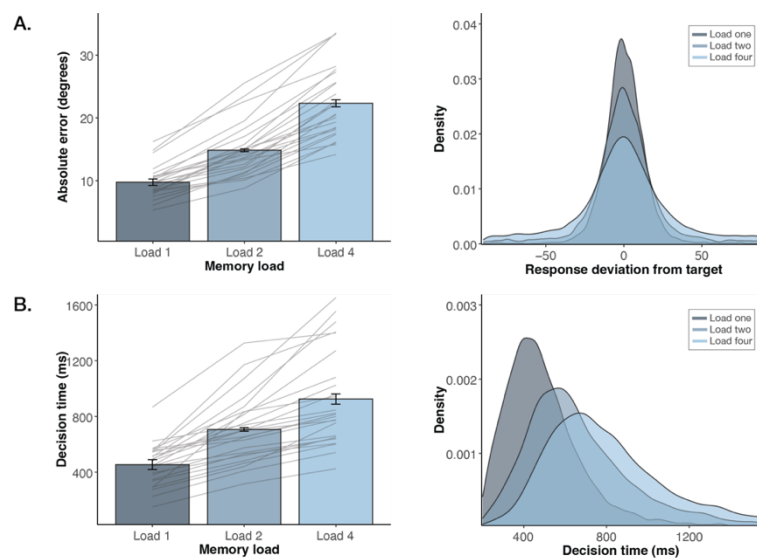 A.
Absolute error (degrees)
30
20
10
Load 1 Load 2 Load 4
Memory load
Density
0.04
0.03
0.02
0.01
0.00
Load one
Load two
Load four
−50 0 50
Response deviation from target
B.
Decision time (ms)
1600
1200
800
400
Load 1 Load 2 Load 4
Memory load
Density
0.003
0.002
0.001
Load one
Load two
Load four
400 800 1200
Decision time (ms)